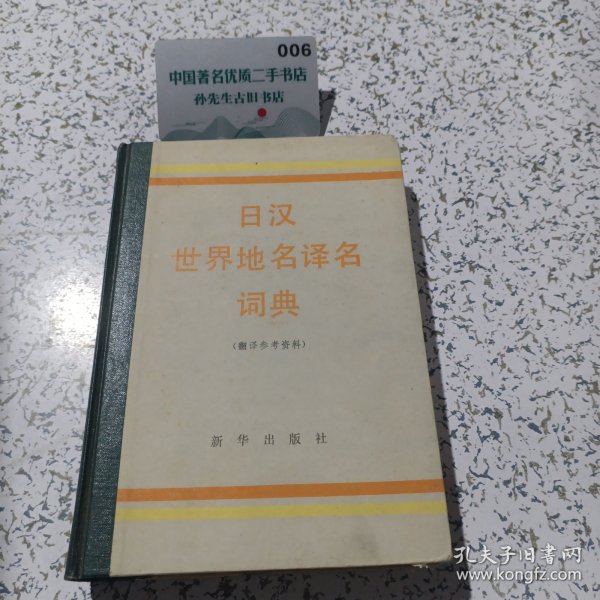 006
中国著名优质二手书店
孙先生古旧书店
日汉
世界地名译名
词典
(翻译参考资料)
新华出版社
孔夫子旧书网
www.kongfz.com